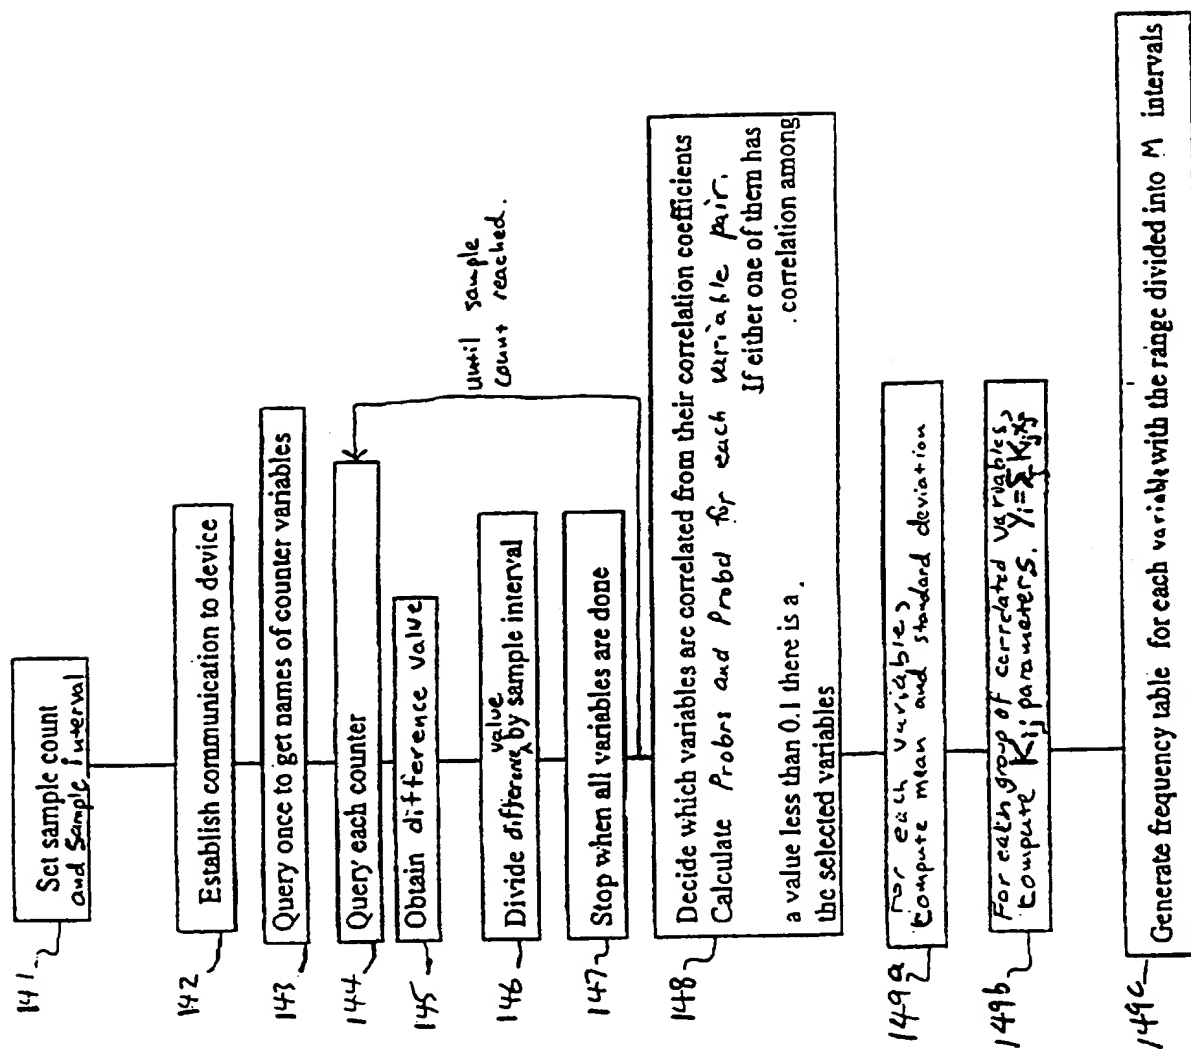 141
Set sample count
and Sample Interval
142
Establish communication to device
143
Query once to get names of counter variables
144
Query each counter
until sample
count reached.
145
Obtain difference value
146
value
Divide difference by sample interval
147
Stop when all variables are done
148
Decide which variables are correlated from their correlation coefficients
Calculate Probrs and Probd for each variable pair.
If either one of them has
a value less than 0.1 there is a . correlation among
the selected variables
149a
For each variable,
compute mean and standard deviation
149b
For each group of correlated variables,
compute Kij parameters. Yi=∑j Kij xj
149c
Generate frequency table for each variable with the range divided into M intervals